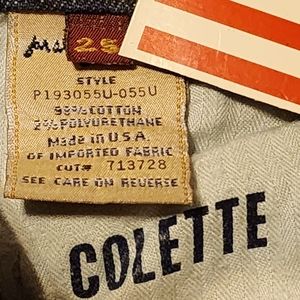 28
STYLE
P193055U-055U
98% COTTON
2% POLYURETHANE
Made in U.S.A.
OF IMPORTED FABRIC
CUT# 713728
SEE CARE ON REVERSE
COLETTE